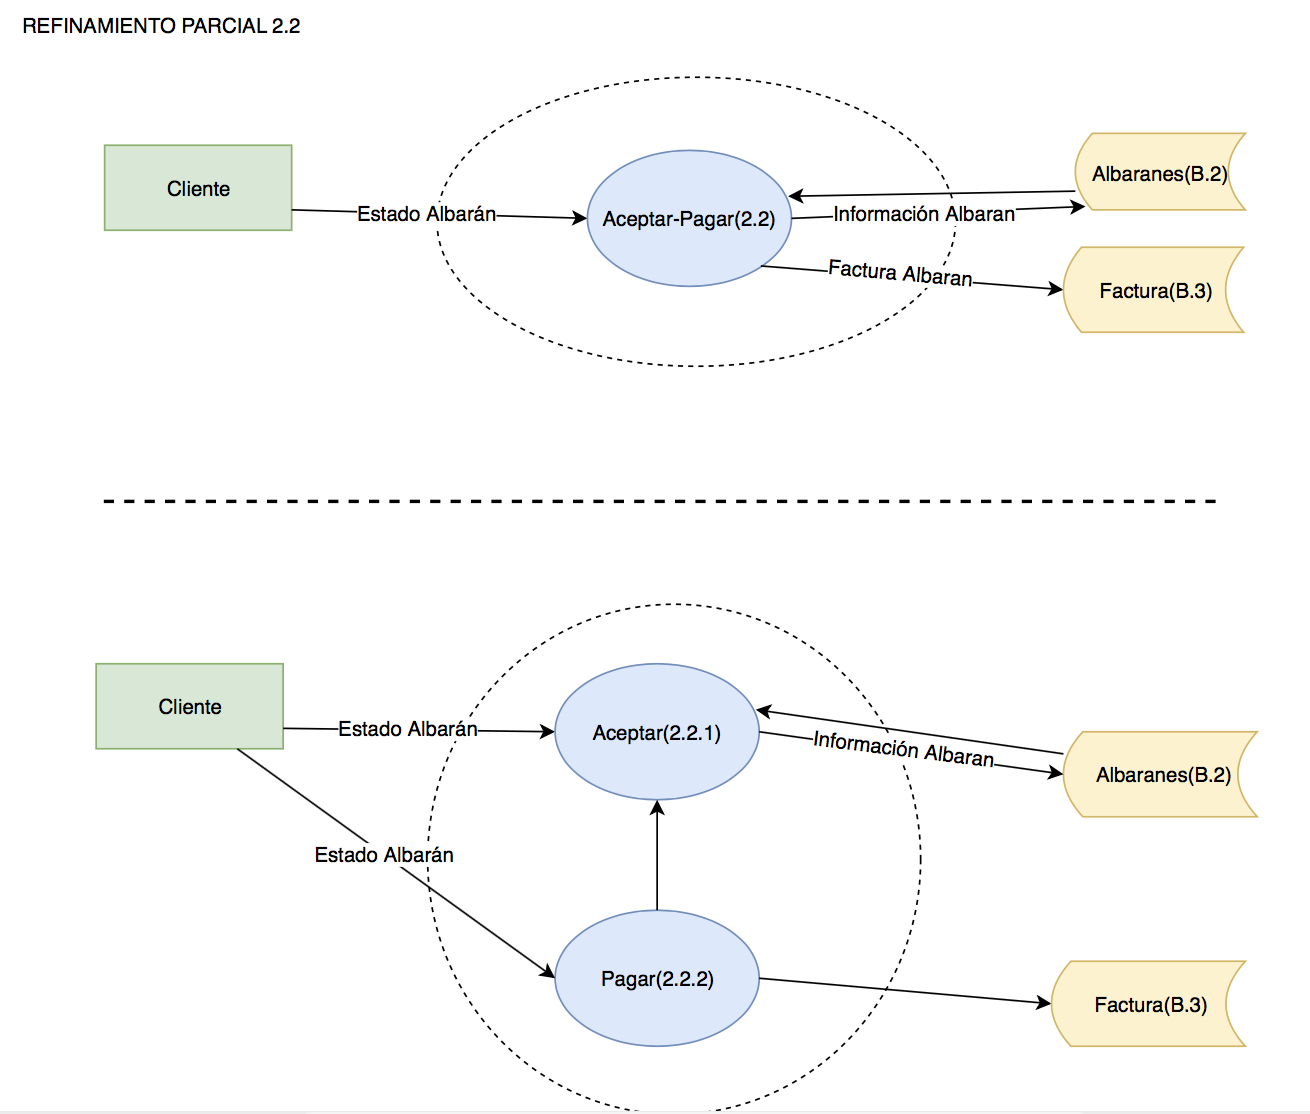 REFINAMIENTO PARCIAL 2.2
Cliente
Estado Albarán
Aceptar-Pagar(2.2)
Albaranes(B.2)
Información Albaran
Factura Albaran
Factura(B.3)
Cliente
Estado Albarán
Aceptar(2.2.1)
Información Albaran
Albaranes(B.2)
Estado Albarán
Pagar(2.2.2)
Factura(B.3)